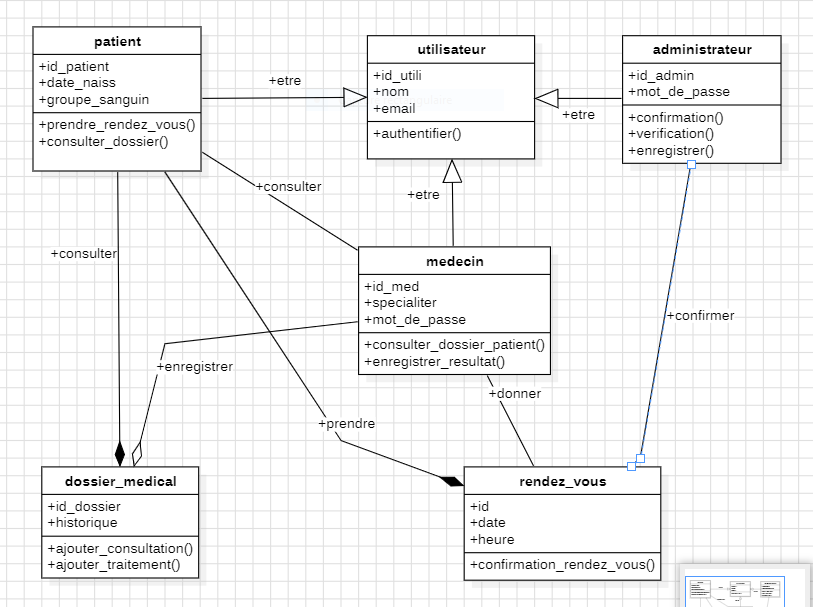 patient
+id_patient
+date_naiss
+groupe_sanguin
+prendre_rendez_vous()
+consulter_dossier()
+etre
utilisateur
+id_utili
+nom
+email
+authentifier()
+etre
administrateur
+id_admin
+mot_de_passe
+confirmation()
+verification()
+enregistrer()
+etre
+consulter
+consulter
medecin
+id_med
+specialiter
+mot_de_passe
+consulter_dossier_patient()
+enregistrer_resultat()
+confirmer
+enregistrer
+donner
+prendre
dossier_medical
+id_dossier
+historique
+ajouter_consultation()
+ajouter_traitement()
rendez_vous
+id
+date
+heure
+confirmation_rendez_vous()